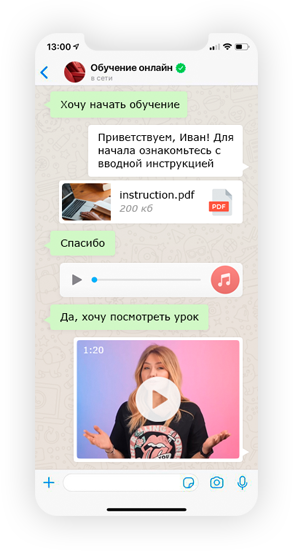 13:00
Обучение онлайн
в сети
Хочу начать обучение
Приветствуем, Иван! Для
начала ознакомьтесь с
вводной инструкцией
instruction.pdf
200 кб
PDF
Спасибо
Да, хочу посмотреть урок
1:20